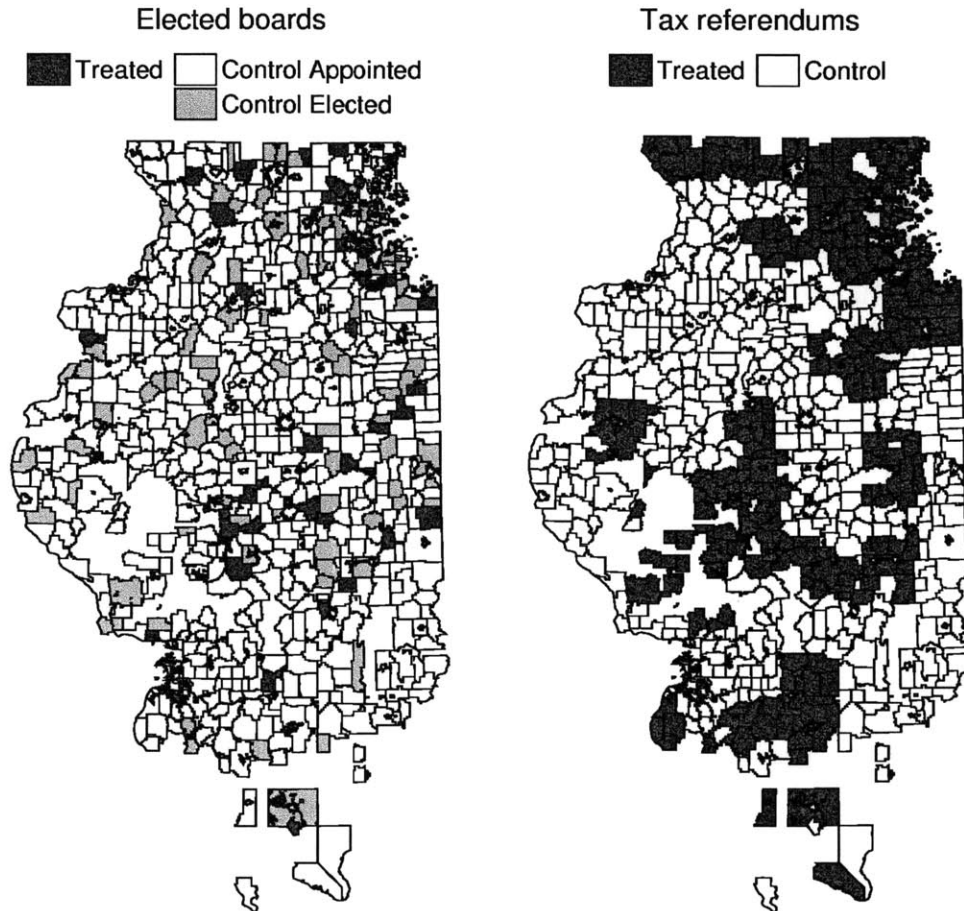 Elected boards
Treated
Control Appointed
Control Elected
Tax referendums
Treated
Control